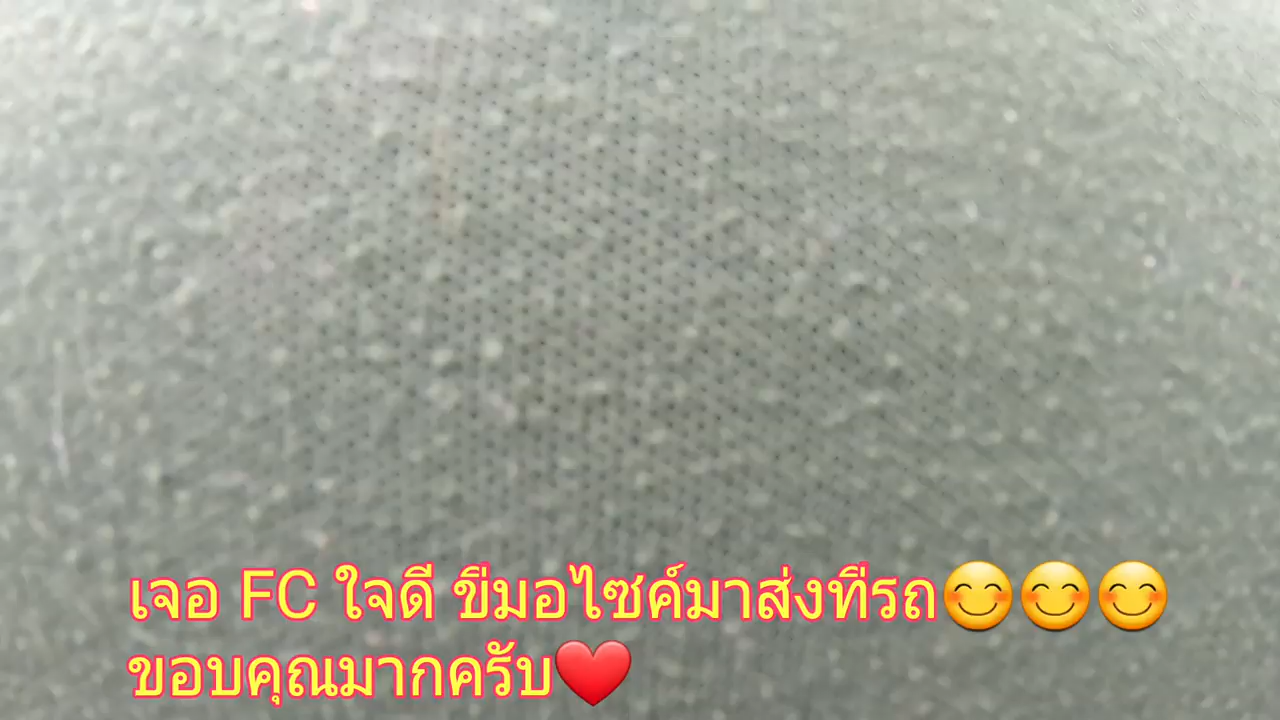 เจอ FC ใจดี ขี่มอไซค์มาส่งที่รถ😊😊😊
ขอบคุณมากครับ❤️